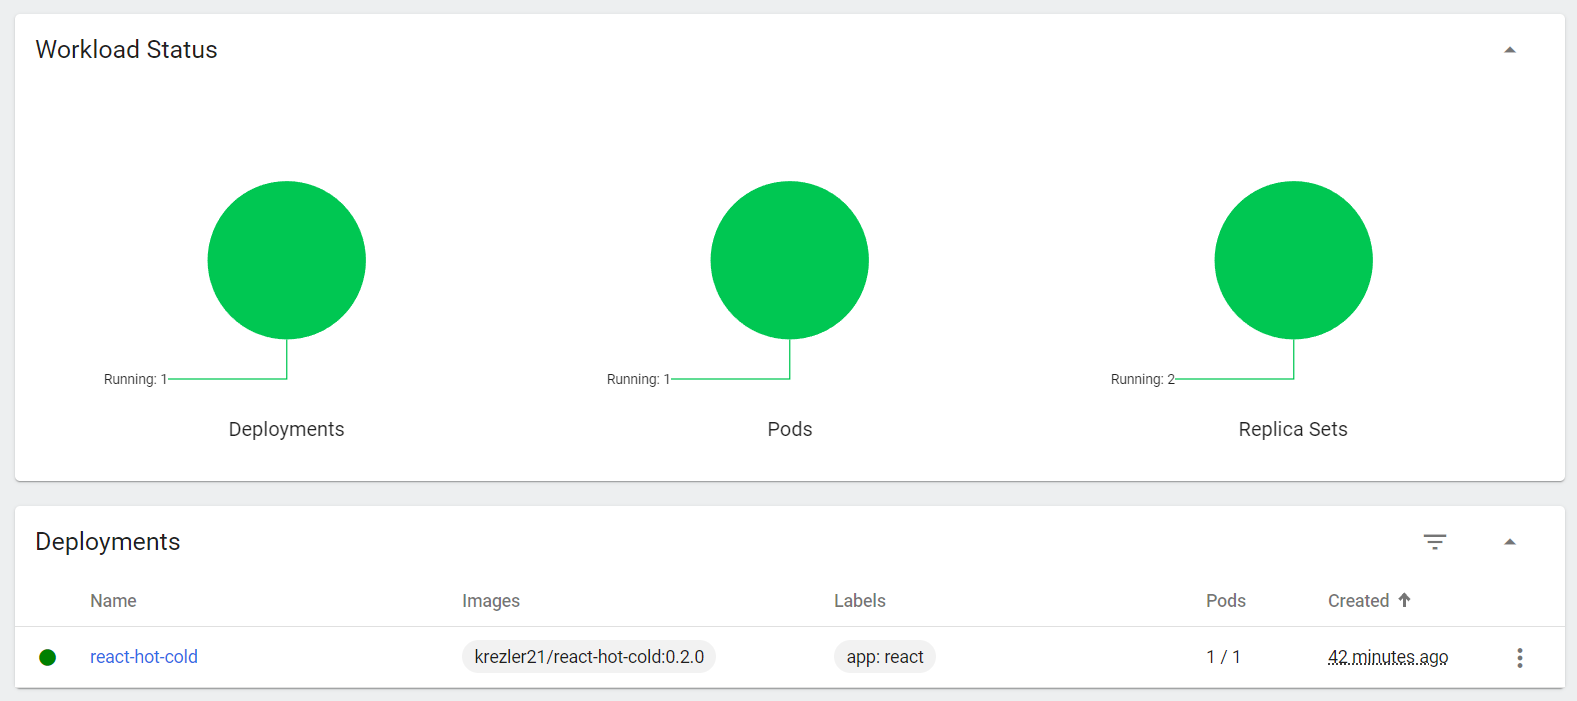 Workload Status
Running: 1
Running: 1
Running: 2
Deployments
Pods
Replica Sets
Deployments
Name Images Labels Pods Created
react-hot-cold krezler21/react-hot-cold:0.2.0 app: react 1 / 1 42 minutes ago